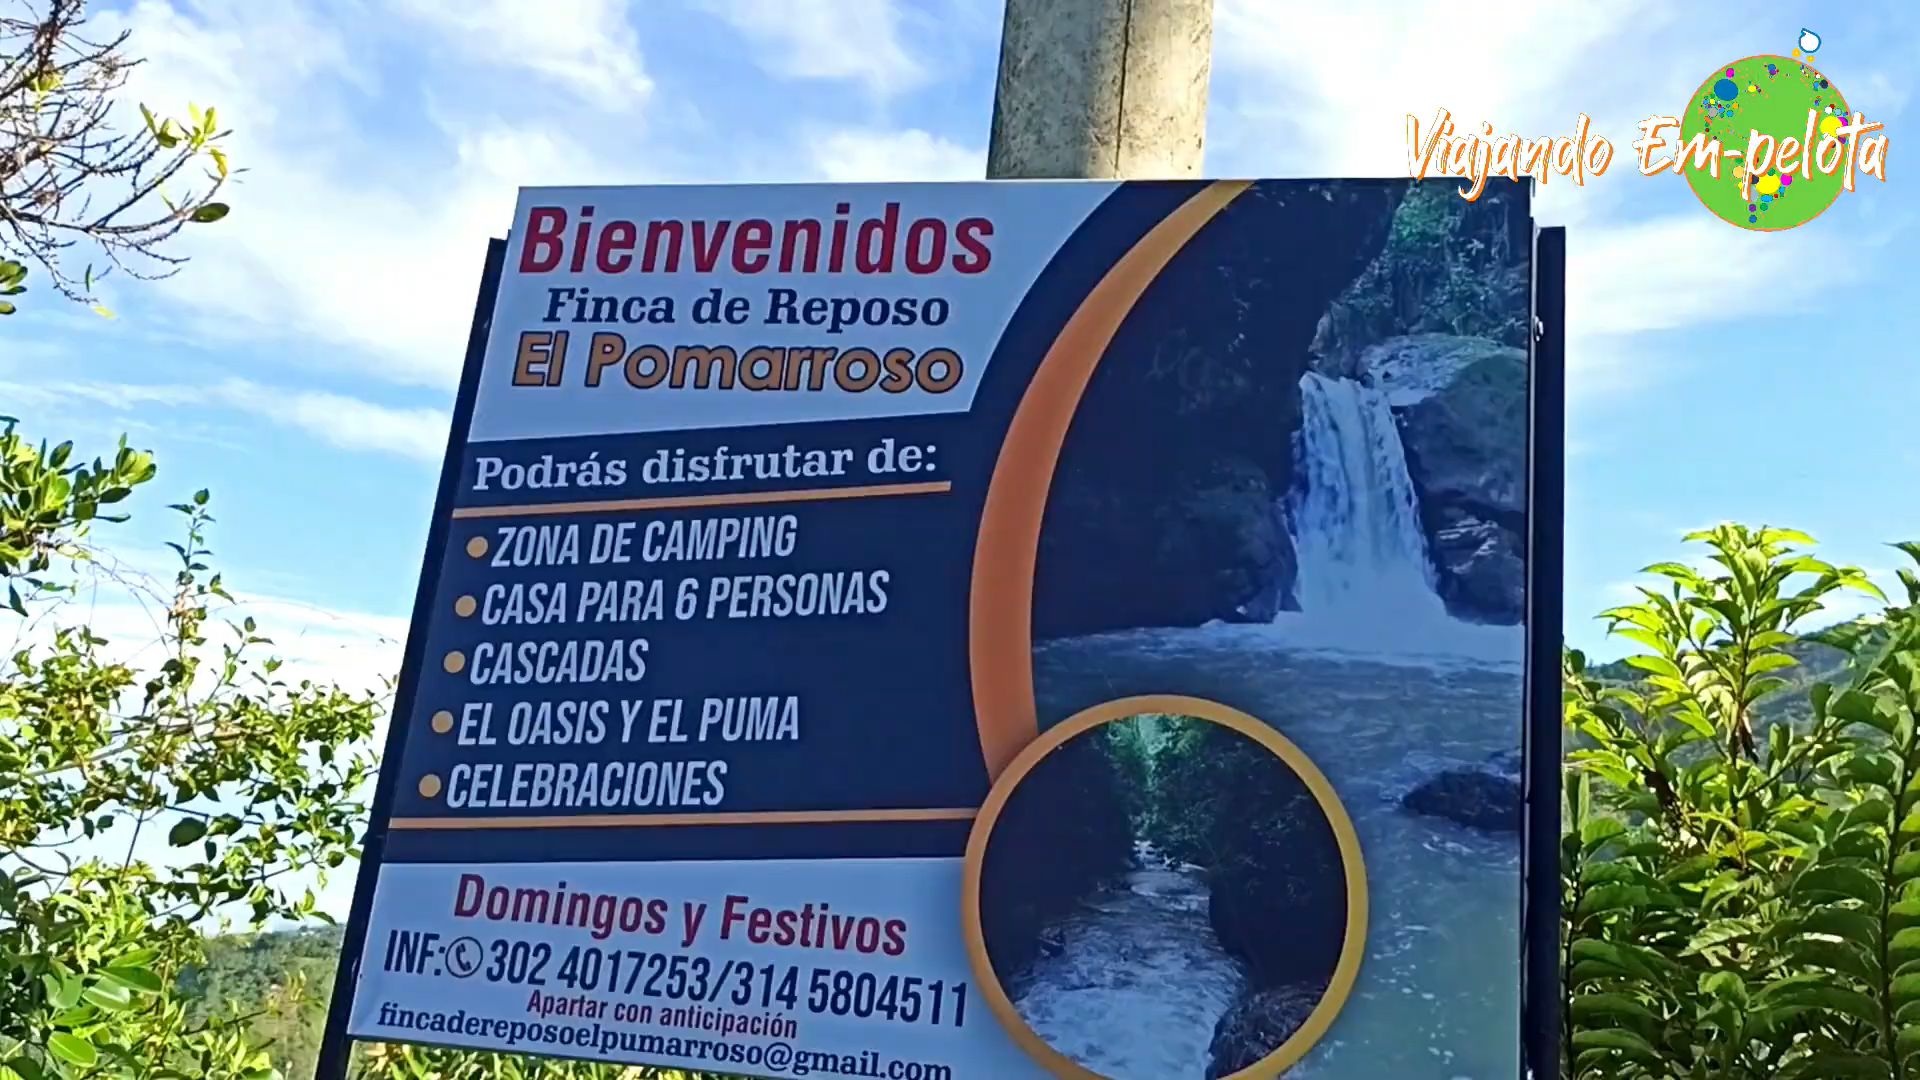 Viajando Em-pelota
Bienvenidos
Finca de Reposo
El Pomarroso
Podrás disfrutar de:
• ZONA DE CAMPING
• CASA PARA 6 PERSONAS
• CASCADAS
• EL OASIS Y EL PUMA
• CELEBRACIONES
Domingos y Festivos
INF: 302 4017253/314 5804511
Apartar con anticipación
fincadereposoelpumarroso@gmail.com